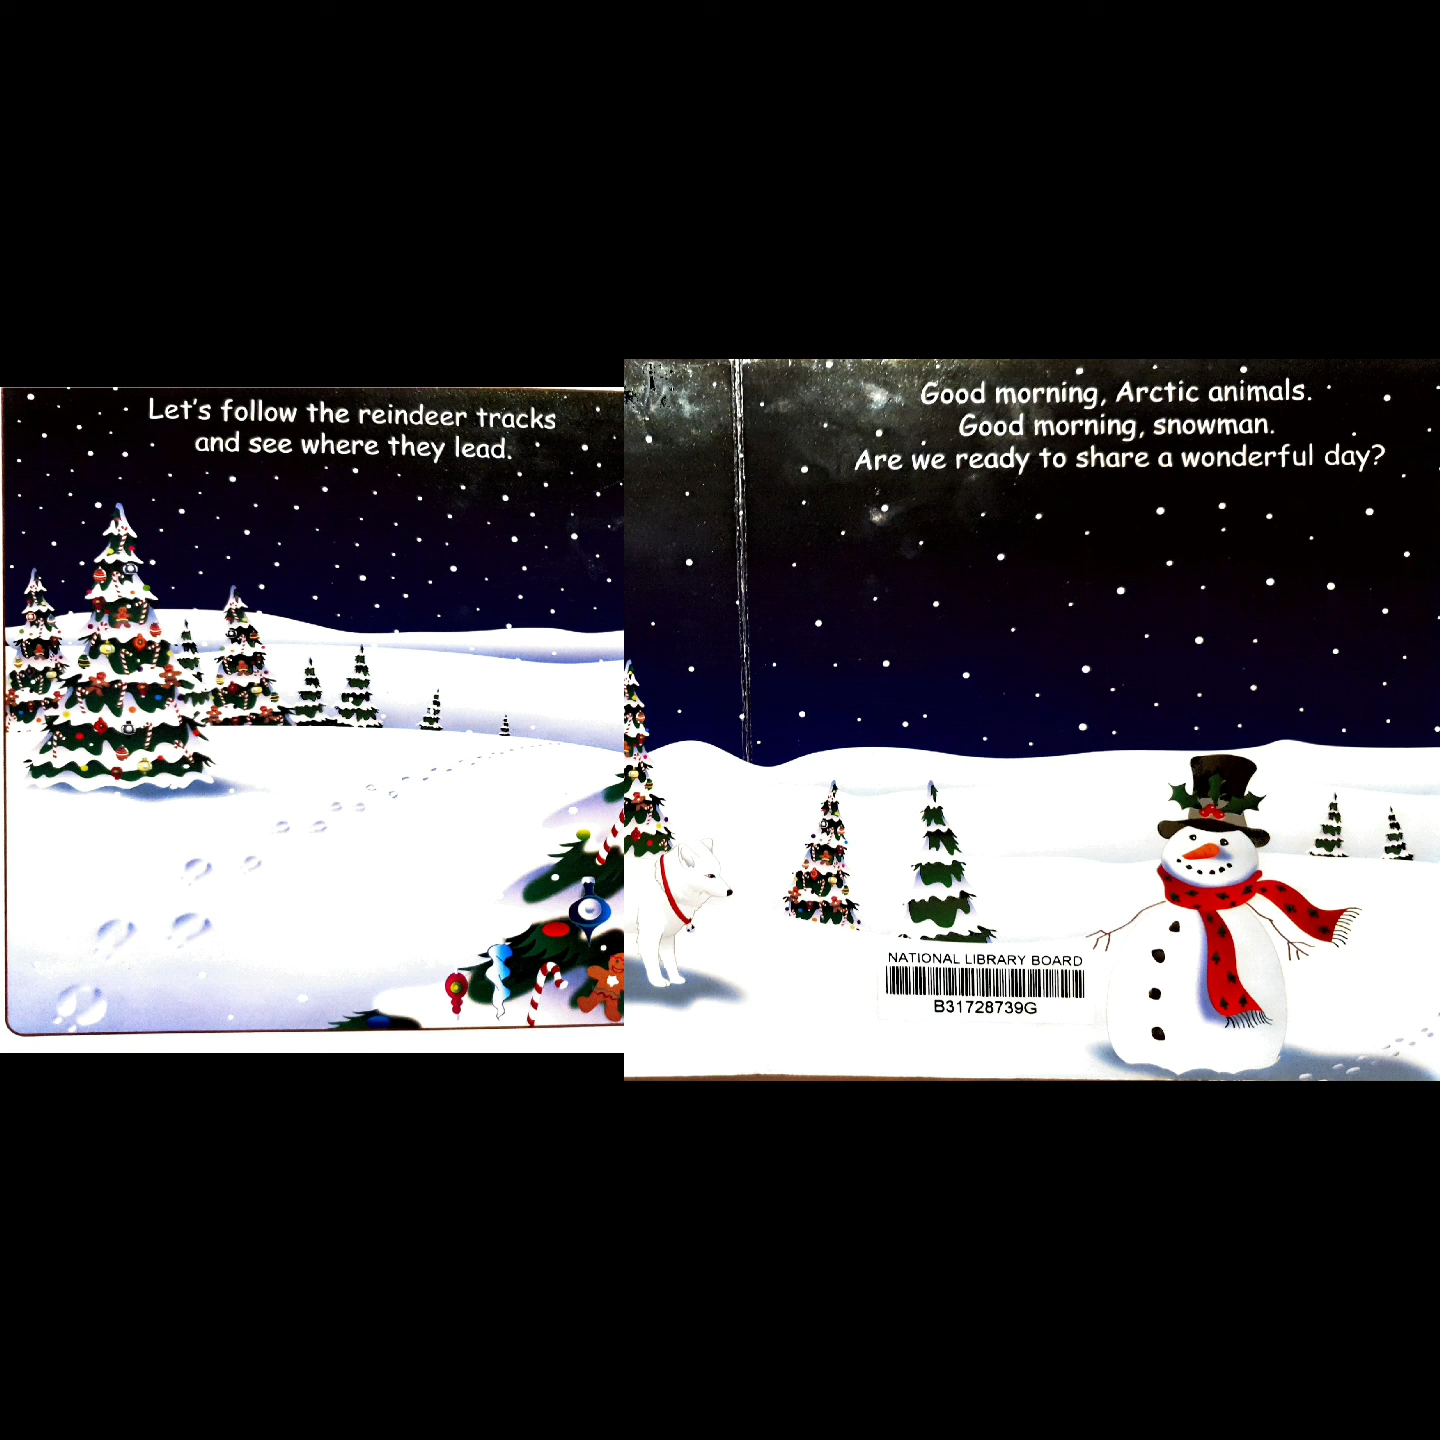 Let's follow the reindeer tracks
and see where they lead.
Good morning, Arctic animals.
Good morning, snowman.
Are we ready to share a wonderful day?
NATIONAL LIBRARY BOARD
B31728739G